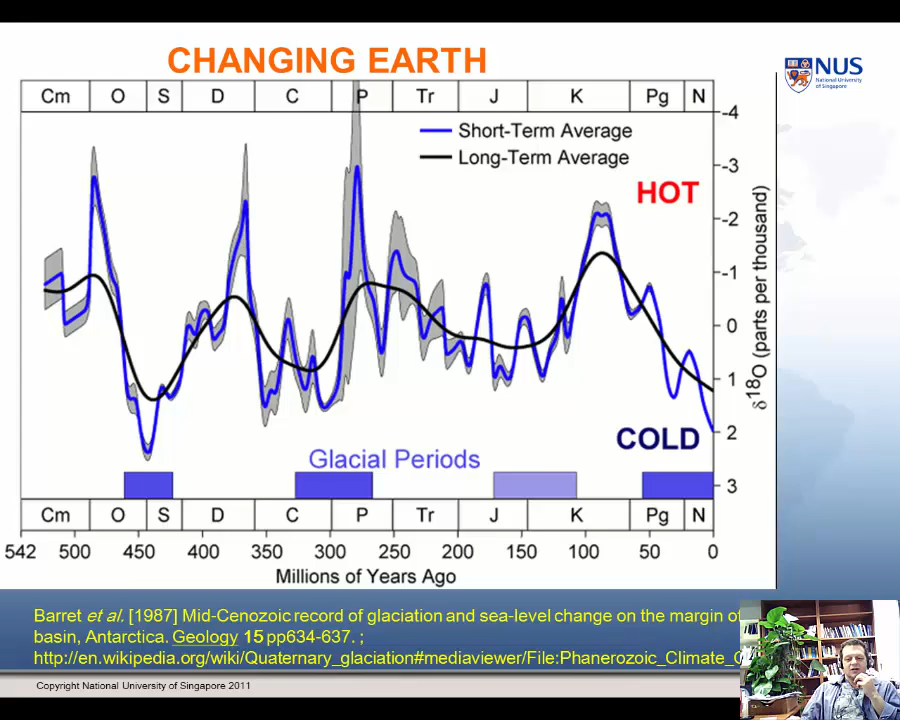 CHANGING EARTH
NUS
National University
of Singapore
Cm O S D C P Tr J K Pg N
Short-Term Average
Long-Term Average
HOT
COLD
Glacial Periods
-4
-3
-2
-1
0
1
2
3
δ18O (parts per thousand)
Cm O S D C P Tr J K Pg N
542 500 450 400 350 300 250 200 150 100 50 0
Millions of Years Ago
Barret et al. [1987] Mid-Cenozoic record of glaciation and sea-level change on the margin of
basin, Antarctica. Geology 15 pp634-637. ;
http://en.wikipedia.org/wiki/Quaternary_glaciation#mediaviewer/File:Phanerozoic_Climate_
Copyright National University of Singapore 2011